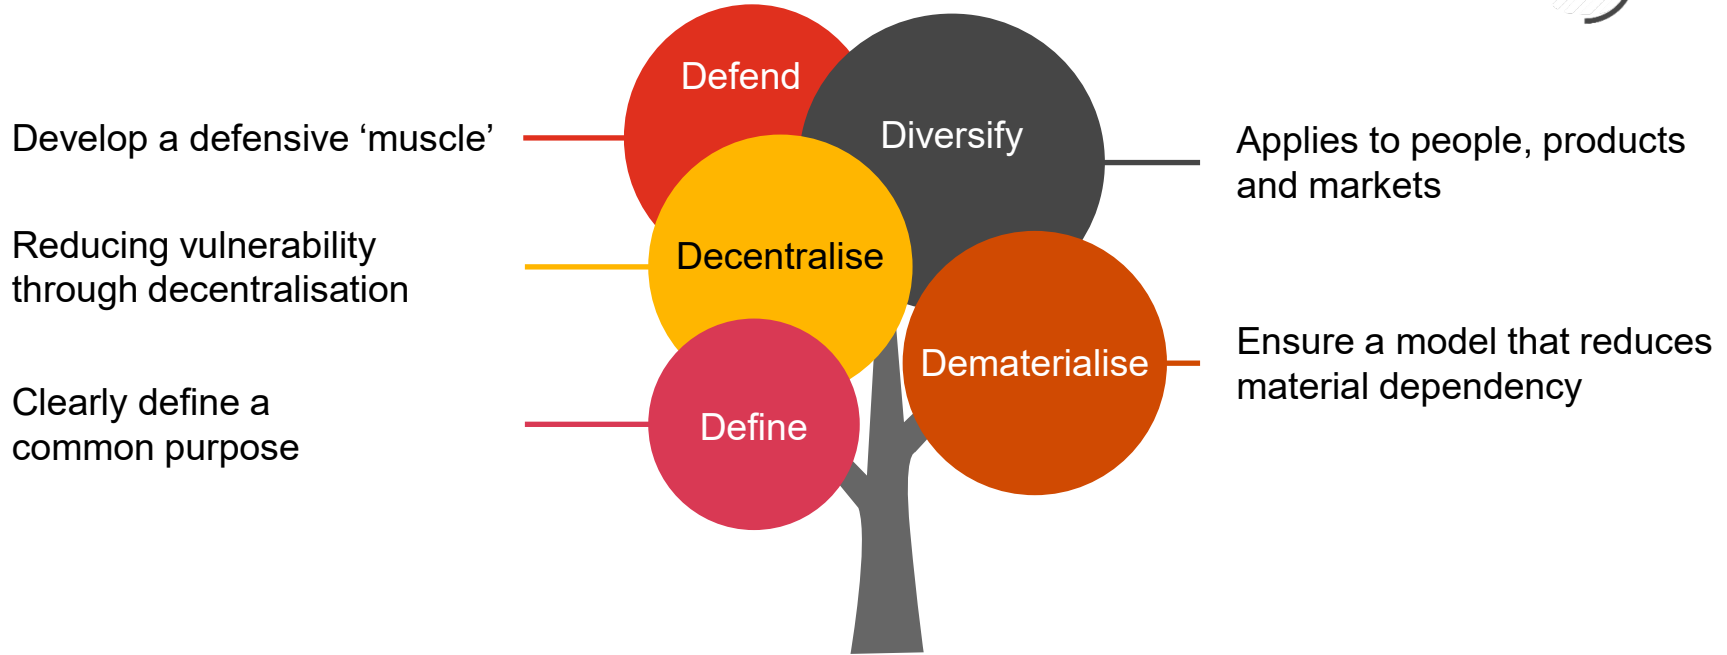 Defend
Diversify
Develop a defensive ‘muscle’
Applies to people, products
and markets
Reducing vulnerability
through decentralisation
Decentralise
Dematerialise
Ensure a model that reduces
material dependency
Clearly define a
common purpose
Define